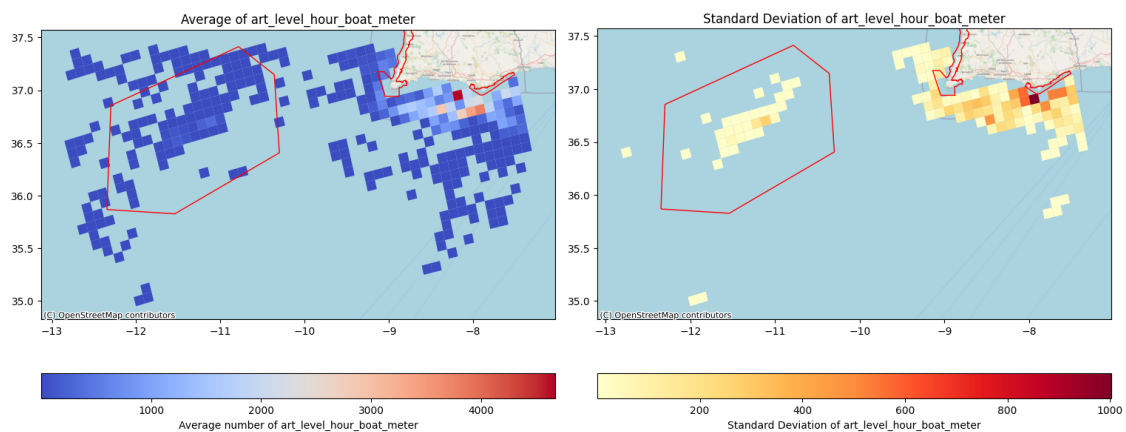 Average of art_level_hour_boat_meter
37.5
37.0
36.5
36.0
35.5
35.0
(C) OpenStreetMap contributors
−13 −12 −11 −10 −9 −8
1000 2000 3000 4000
Average number of art_level_hour_boat_meter
Standard Deviation of art_level_hour_boat_meter
37.5
37.0
36.5
36.0
35.5
35.0
(C) OpenStreetMap contributors
−13 −12 −11 −10 −9 −8
200 400 600 800 1000
Standard Deviation of art_level_hour_boat_meter